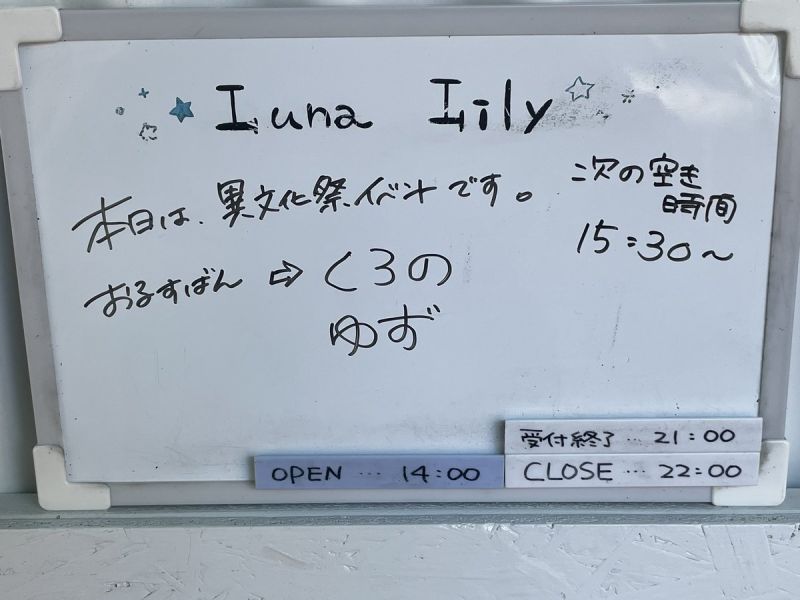 Luna Lily
本日は、異文化祭イベントです。
次の空き
時間
15:30~
おるすばん ⇨ くろの
ゆず
受付終了…21:00
OPEN…14:00
CLOSE…22:00